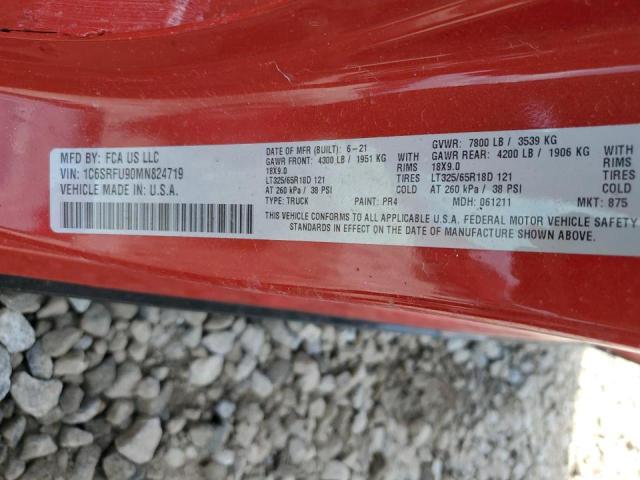 MFD BY: FCA US LLC
VIN: 1C6SRFU90MN824719
VEHICLE MADE IN U.S.A.
DATE OF MFR (BUILT): 6-21
GAWR FRONT: 4300 LB / 1951 KG WITH
18X9.0 RIMS
LT325/65R18D 121 TIRES
AT 260 kPa / 38 PSI COLD
TYPE: TRUCK PAINT: PR4
GVWR: 7800 LB / 3539 KG
GAWR REAR: 4200 LB / 1906 KG WITH
18X9.0 RIMS
LT325/65R18D 121 TIRES
AT 260 kPa / 38 PSI COLD
MDH: 061211 MKT: 875
THIS VEHICLE CONFORMS TO ALL APPLICABLE U.S.A. FEDERAL MOTOR VEHICLE SAFETY
STANDARDS IN EFFECT ON THE DATE OF MANUFACTURE SHOWN ABOVE.